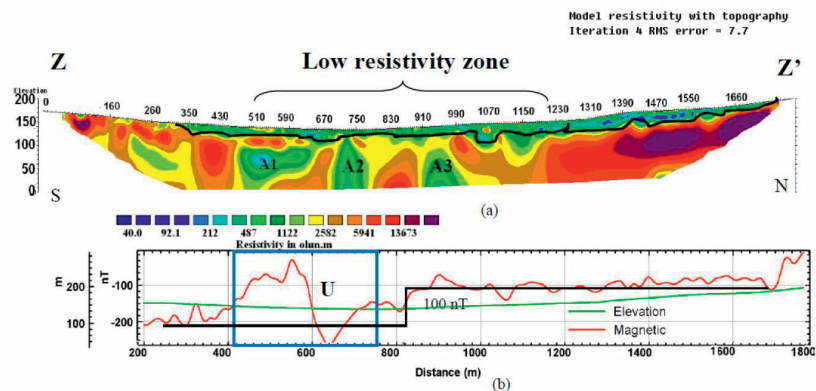 Model resistivity with topography
Iteration 4 RMS error = 7.7
Z
Low resistivity zone
Z'
Elevation
0 160 260 350 430 510 590 670 750 830 910 990 1070 1150 1230 1310 1390 1470 1550 1660
200
150
100
50
0
A1 A2 A3
S
N
(a)
40.0 92.1 212 487 1122 2582 5941 13673
Resistivity in ohm.m
m
nT
200
100
-100
-200
U
100 nT
Elevation
Magnetic
200 400 600 800 1000 1200 1400 1600 1800
Distance (m)
(b)